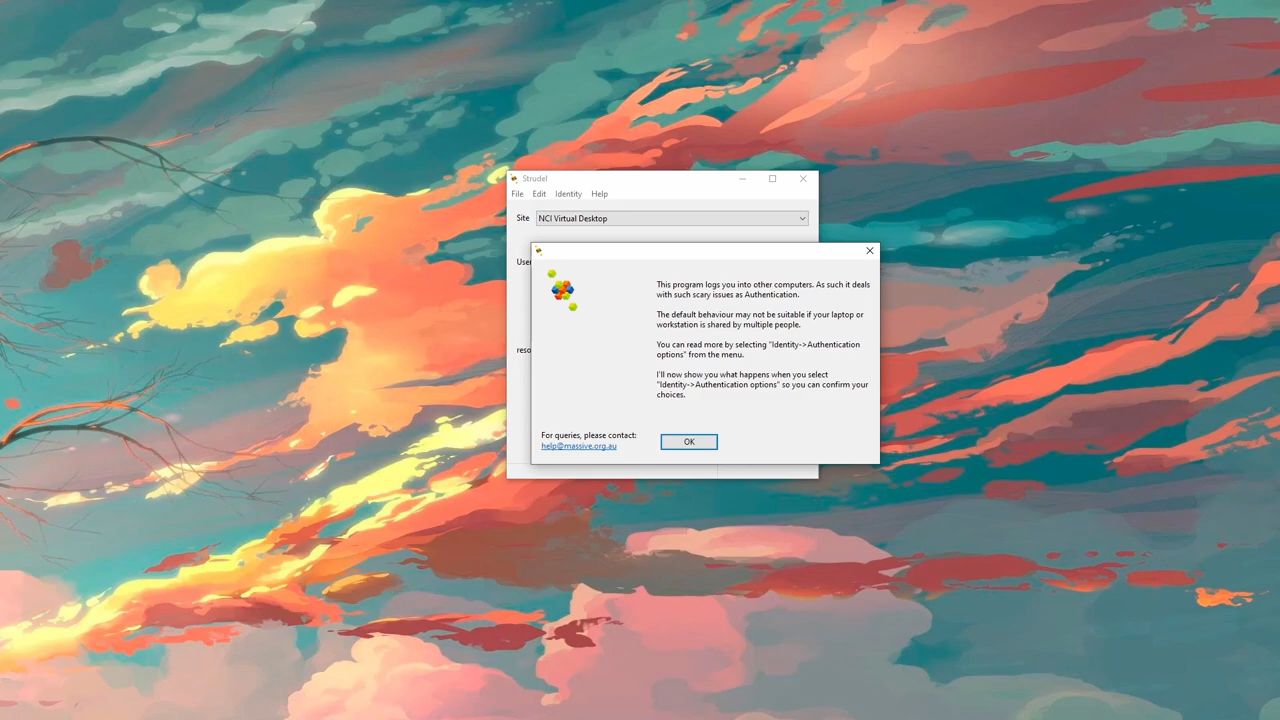 Strudel
File Edit Identity Help
Site NCI Virtual Desktop
User
This program logs you into other computers. As such it deals
with such scary issues as Authentication.
The default behaviour may not be suitable if your laptop or
workstation is shared by multiple people.
You can read more by selecting "Identity->Authentication
options" from the menu.
reso
I'll now show you what happens when you select
"Identity->Authentication options" so you can confirm your
choices.
For queries, please contact:
help@massive.org.au
OK